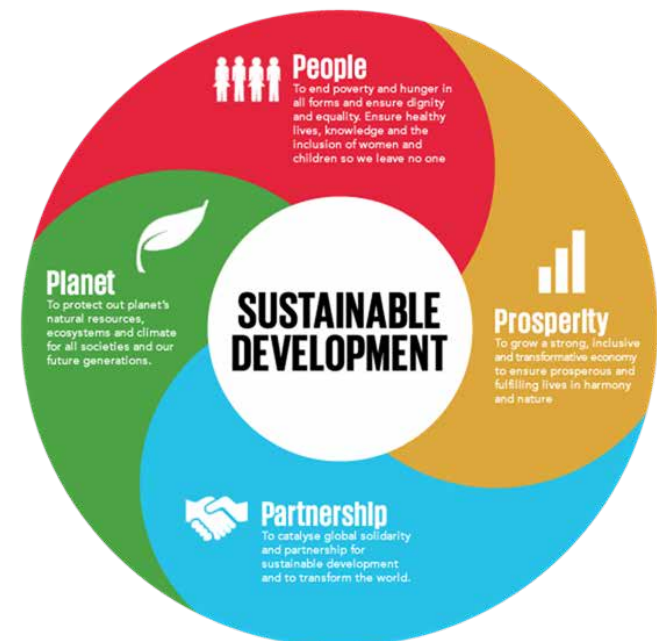 People
To end poverty and hunger in
all forms and ensure dignity
and equality. Ensure healthy
lives, knowledge and the
inclusion of women and
children so we leave no one
Planet
To protect out planet's
natural resources,
ecosystems and climate
for all societies and our
future generations.
SUSTAINABLE
DEVELOPMENT
Prosperity
To grow a strong, inclusive
and transformative economy
to ensure prosperous and
fulfilling lives in harmony
and nature
Partnership
To catalyse global solidarity
and partnership for
sustainable development
and to transform the world.